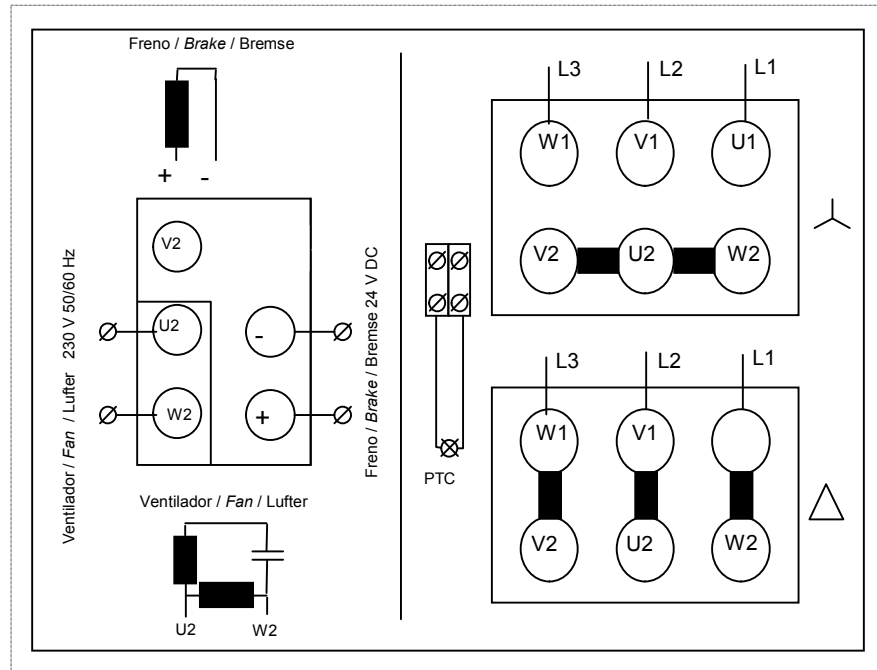 Freno / Brake / Bremse
+ -
V2
U2
-
W2
+
Ventilador / Fan / Lufter 230 V 50/60 Hz
Freno / Brake / Bremse 24 V DC
Ventilador / Fan / Lufter
U2 W2
PTC
L3 L2 L1
W1 V1 U1
V2 U2 W2
L3 L2 L1
W1 V1
V2 U2 W2